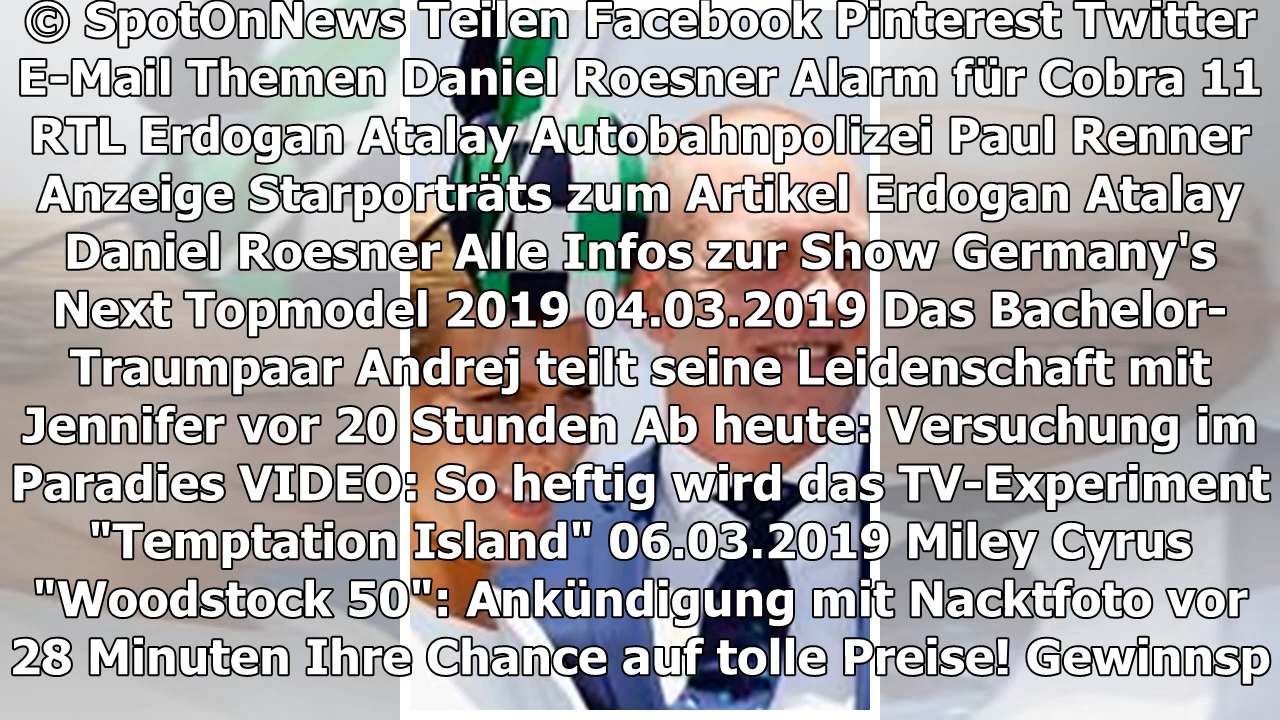 © SpotOnNews Teilen Facebook Pinterest Twitter
E-Mail Themen Daniel Roesner Alarm für Cobra 11
RTL Erdogan Atalay Autobahnpolizei Paul Renner
Anzeige Starporträts zum Artikel Erdogan Atalay
Daniel Roesner Alle Infos zur Show Germany's
Next Topmodel 2019 04.03.2019 Das Bachelor-
Traumpaar Andrej teilt seine Leidenschaft mit
Jennifer vor 20 Stunden Ab heute: Versuchung im
Paradies VIDEO: So heftig wird das TV-Experiment
"Temptation Island" 06.03.2019 Miley Cyrus
"Woodstock 50": Ankündigung mit Nacktfoto vor
28 Minuten Ihre Chance auf tolle Preise! Gewinnsp